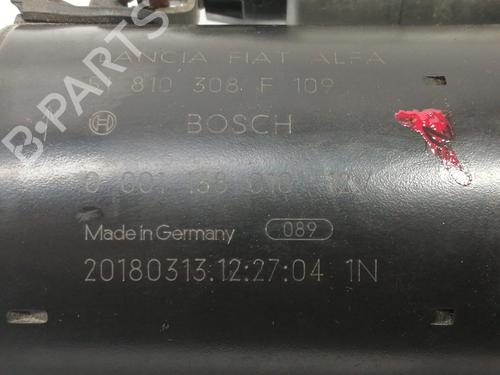 LANCIA FIAT ALFA
810 308 F 109
BOSCH
0 001 138 010 12V
Made in Germany 089
20180313.12:27:04 1N
B-PARTS